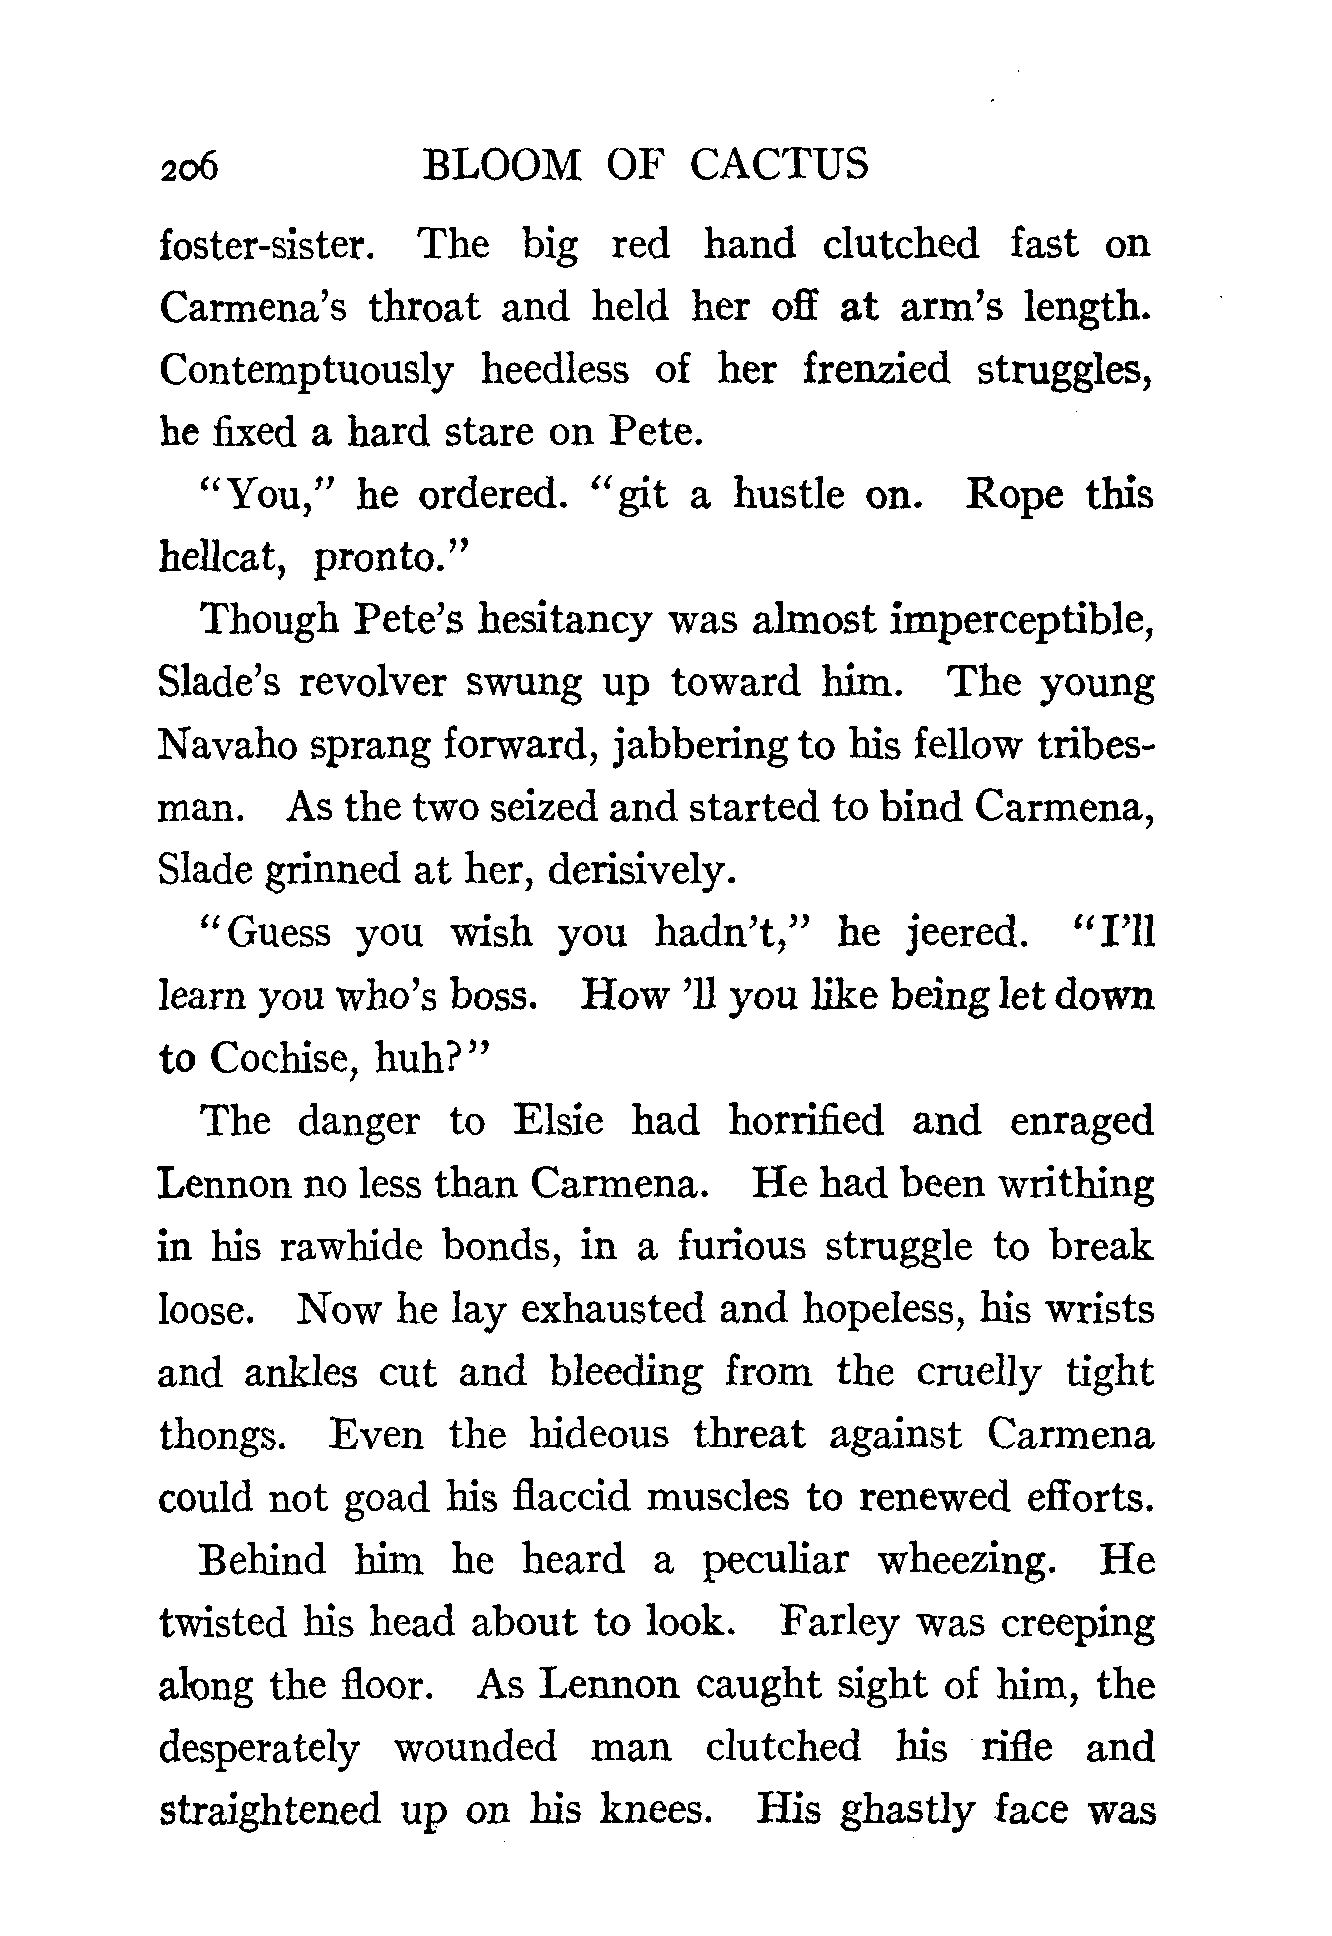 206 BLOOM OF CACTUS
foster-sister. The big red hand clutched fast on
Carmena's throat and held her off at arm's length.
Contemptuously heedless of her frenzied struggles,
he fixed a hard stare on Pete.
"You," he ordered. "git a hustle on. Rope this
hellcat, pronto."
Though Pete's hesitancy was almost imperceptible,
Slade's revolver swung up toward him. The young
Navaho sprang forward, jabbering to his fellow tribes-
man. As the two seized and started to bind Carmena,
Slade grinned at her, derisively.
"Guess you wish you hadn't," he jeered. "I'll
learn you who's boss. How 'll you like being let down
to Cochise, huh?"
The danger to Elsie had horrified and enraged
Lennon no less than Carmena. He had been writhing
in his rawhide bonds, in a furious struggle to break
loose. Now he lay exhausted and hopeless, his wrists
and ankles cut and bleeding from the cruelly tight
thongs. Even the hideous threat against Carmena
could not goad his flaccid muscles to renewed efforts.
Behind him he heard a peculiar wheezing. He
twisted his head about to look. Farley was creeping
along the floor. As Lennon caught sight of him, the
desperately wounded man clutched his rifle and
straightened up on his knees. His ghastly face was